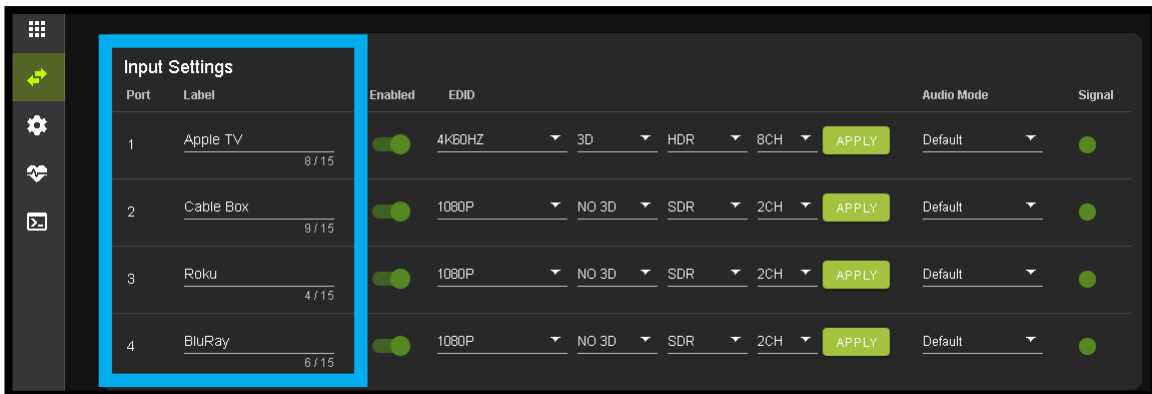 Input Settings
Port Label Enabled EDID Audio Mode Signal
1 Apple TV 4K60HZ 3D HDR 8CH APPLY Default
8 / 15
2 Cable Box 1080P NO 3D SDR 2CH APPLY Default
9 / 15
3 Roku 1080P NO 3D SDR 2CH APPLY Default
4 / 15
4 BluRay 1080P NO 3D SDR 2CH APPLY Default
6 / 15